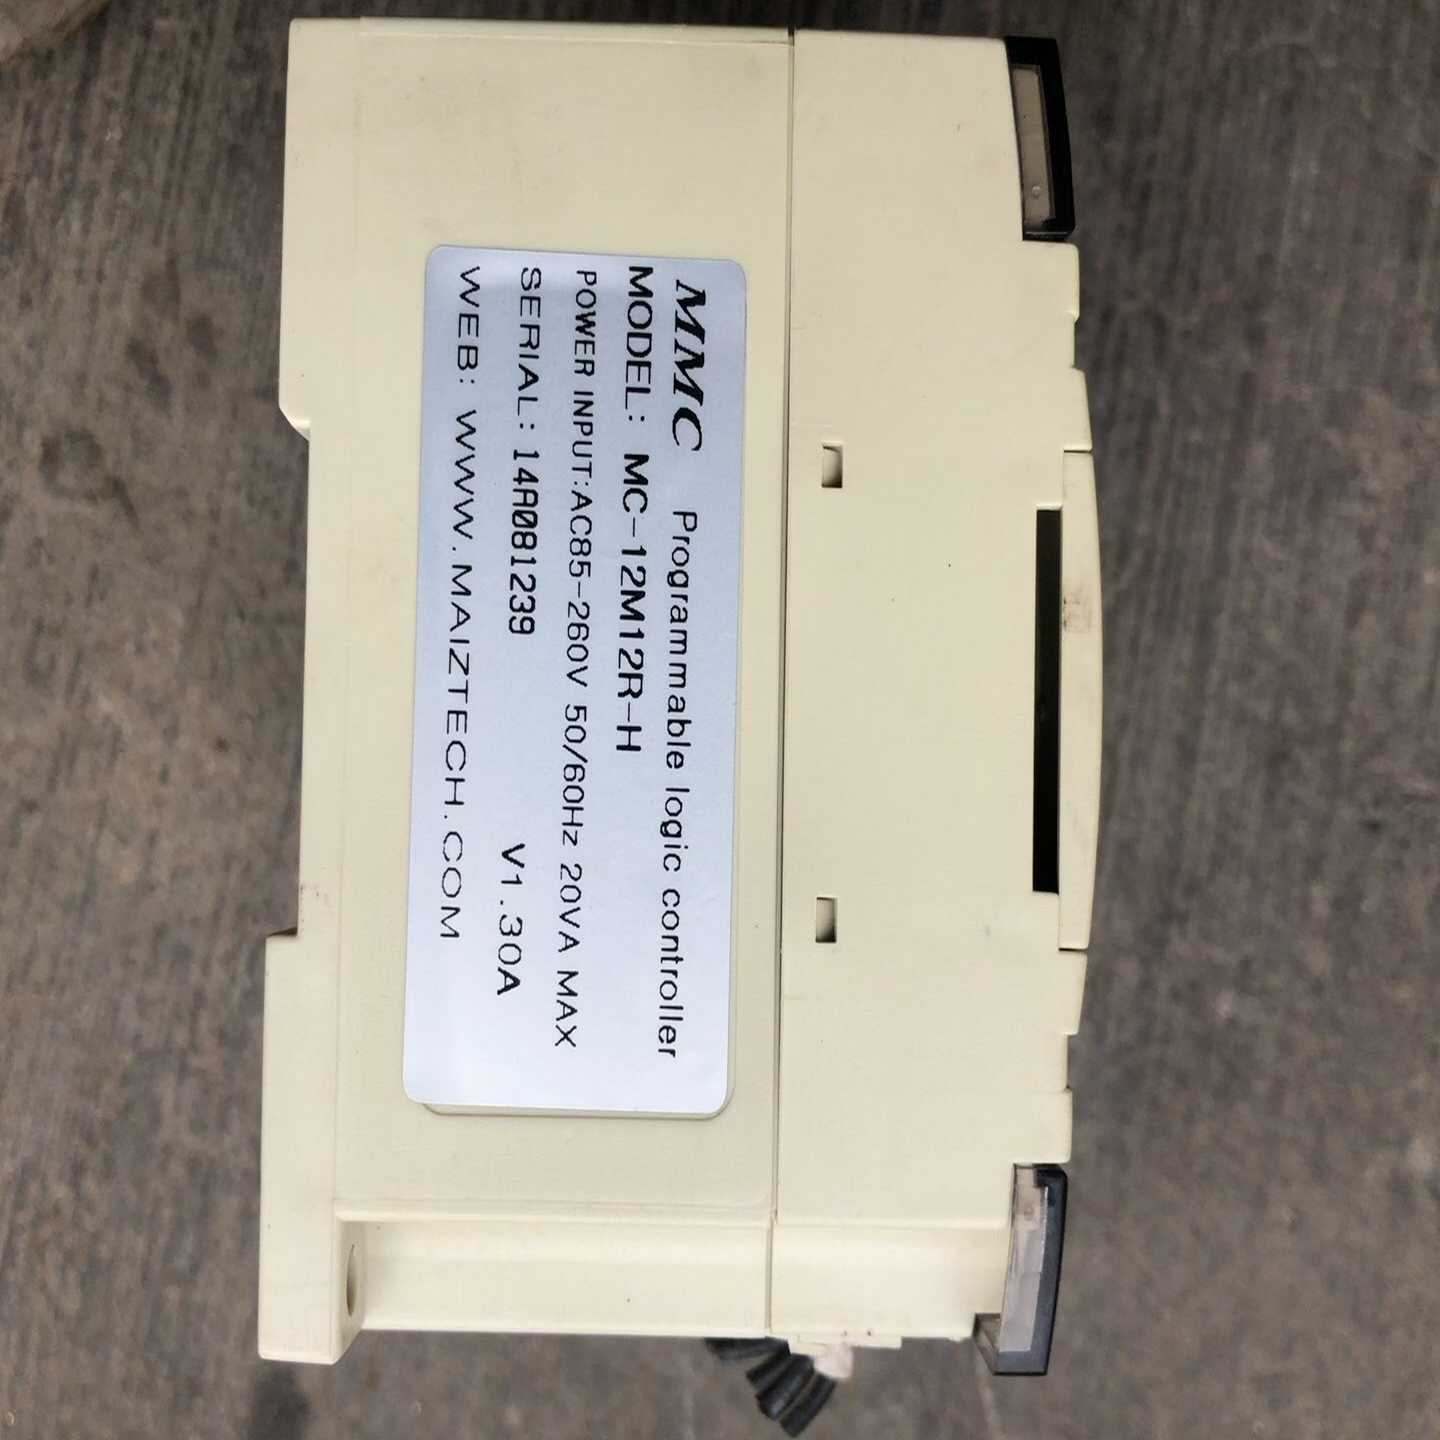 MMC Programmable logic controller
MODEL: MC-12M12R-H
POWER INPUT:AC85-260V 50/60Hz 20VA MAX
SERIAL: 14A081239 V1.30A
WEB: WWW.MAIZTECH.COM